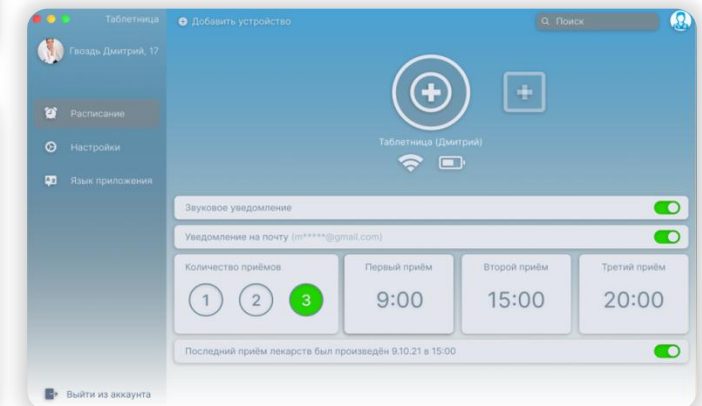 Таблетница
Добавить устройство
Поиск
Гвоздь Дмитрий, 17
Расписание
Настройки
Язык приложения
Таблетница (Дмитрий)
Звуковое уведомление
Уведомление на почту (m*****@gmail.com)
Количество приёмов
1 2 3
Первый приём
9:00
Второй приём
15:00
Третий приём
20:00
Последний приём лекарств был произведён 9.10.21 в 15:00
Выйти из аккаунта